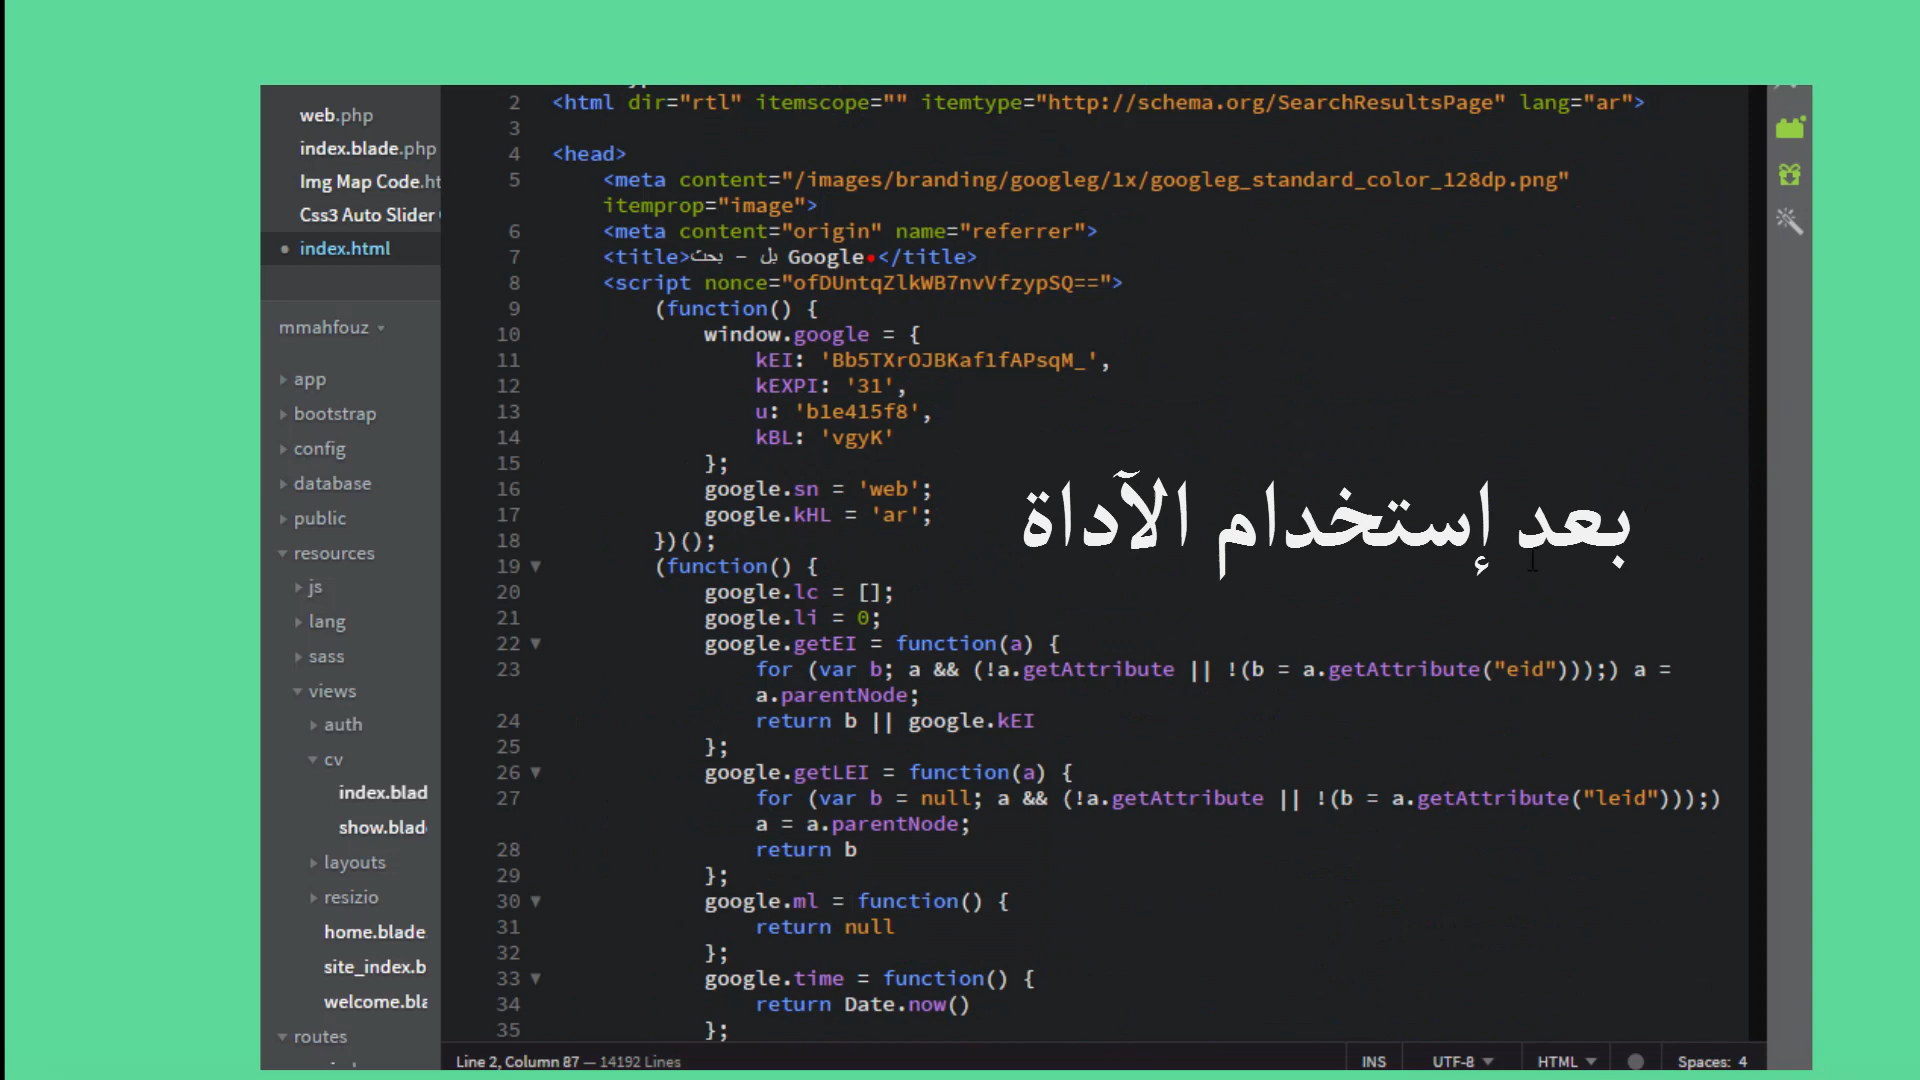 web.php
index.blade.php
Img Map Code.ht
Css3 Auto Slider
index.html
mmahfouz
app
bootstrap
config
database
public
resources
js
lang
sass
views
auth
cv
index.blad
show.blad
layouts
resizio
home.blade
site_index.b
welcome.bla
routes
2 <html dir="rtl" itemscope="" itemtype="http://schema.org/SearchResultsPage" lang="ar">
3
4 <head>
5 <meta content="/images/branding/googleg/1x/googleg_standard_color_128dp.png"
itemprop="image">
6 <meta content="origin" name="referrer">
7 <title>بل - بحث Google•</title>
8 <script nonce="ofDUntqZlkWB7nvVfzypSQ==">
9 (function() {
10 window.google = {
11 kEI: 'Bb5TXrOJBKaf1fAPsqM_',
12 kEXPI: '31',
13 u: 'b1e415f8',
14 kBL: 'vgyK'
15 };
16 google.sn = 'web';
17 google.kHL = 'ar';
18 })();
19 (function() {
20 google.lc = [];
21 google.li = 0;
22 google.getEI = function(a) {
23 for (var b; a && (!a.getAttribute || !(b = a.getAttribute("eid")));) a =
a.parentNode;
24 return b || google.kEI
25 };
26 google.getLEI = function(a) {
27 for (var b = null; a && (!a.getAttribute || !(b = a.getAttribute("leid")));)
a = a.parentNode;
28 return b
29 };
30 google.ml = function() {
31 return null
32 };
33 google.time = function() {
34 return Date.now()
35 };
بعد إستخدام الآداة
Line 2, Column 87 — 14192 Lines
INS UTF-8 HTML Spaces: 4